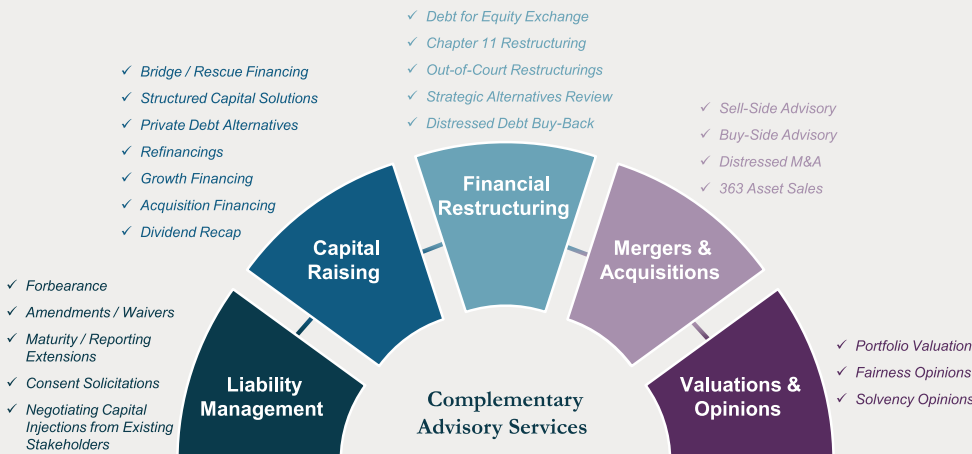 Debt for Equity Exchange
Chapter 11 Restructuring
Out-of-Court Restructurings
Strategic Alternatives Review
Distressed Debt Buy-Back
Bridge / Rescue Financing
Structured Capital Solutions
Private Debt Alternatives
Refinancings
Growth Financing
Acquisition Financing
Dividend Recap
Sell-Side Advisory
Buy-Side Advisory
Distressed M&A
363 Asset Sales
Financial
Restructuring
Capital
Raising
Mergers &
Acquisitions
Forbearance
Amendments / Waivers
Maturity / Reporting
Extensions
Consent Solicitations
Negotiating Capital
Injections from Existing
Stakeholders
Liability
Management
Complementary
Advisory Services
Valuations &
Opinions
Portfolio Valuation
Fairness Opinions
Solvency Opinions